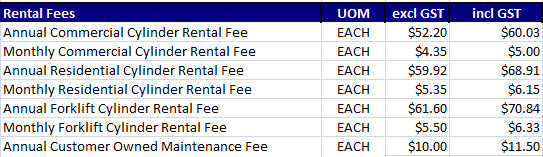 Rental Fees UOM excl GST incl GST
Annual Commercial Cylinder Rental Fee EACH $52.20 $60.03
Monthly Commercial Cylinder Rental Fee EACH $4.35 $5.00
Annual Residential Cylinder Rental Fee EACH $59.92 $68.91
Monthly Residential Cylinder Rental Fee EACH $5.35 $6.15
Annual Forklift Cylinder Rental Fee EACH $61.60 $70.84
Monthly Forklift Cylinder Rental Fee EACH $5.50 $6.33
Annual Customer Owned Maintenance Fee EACH $10.00 $11.50